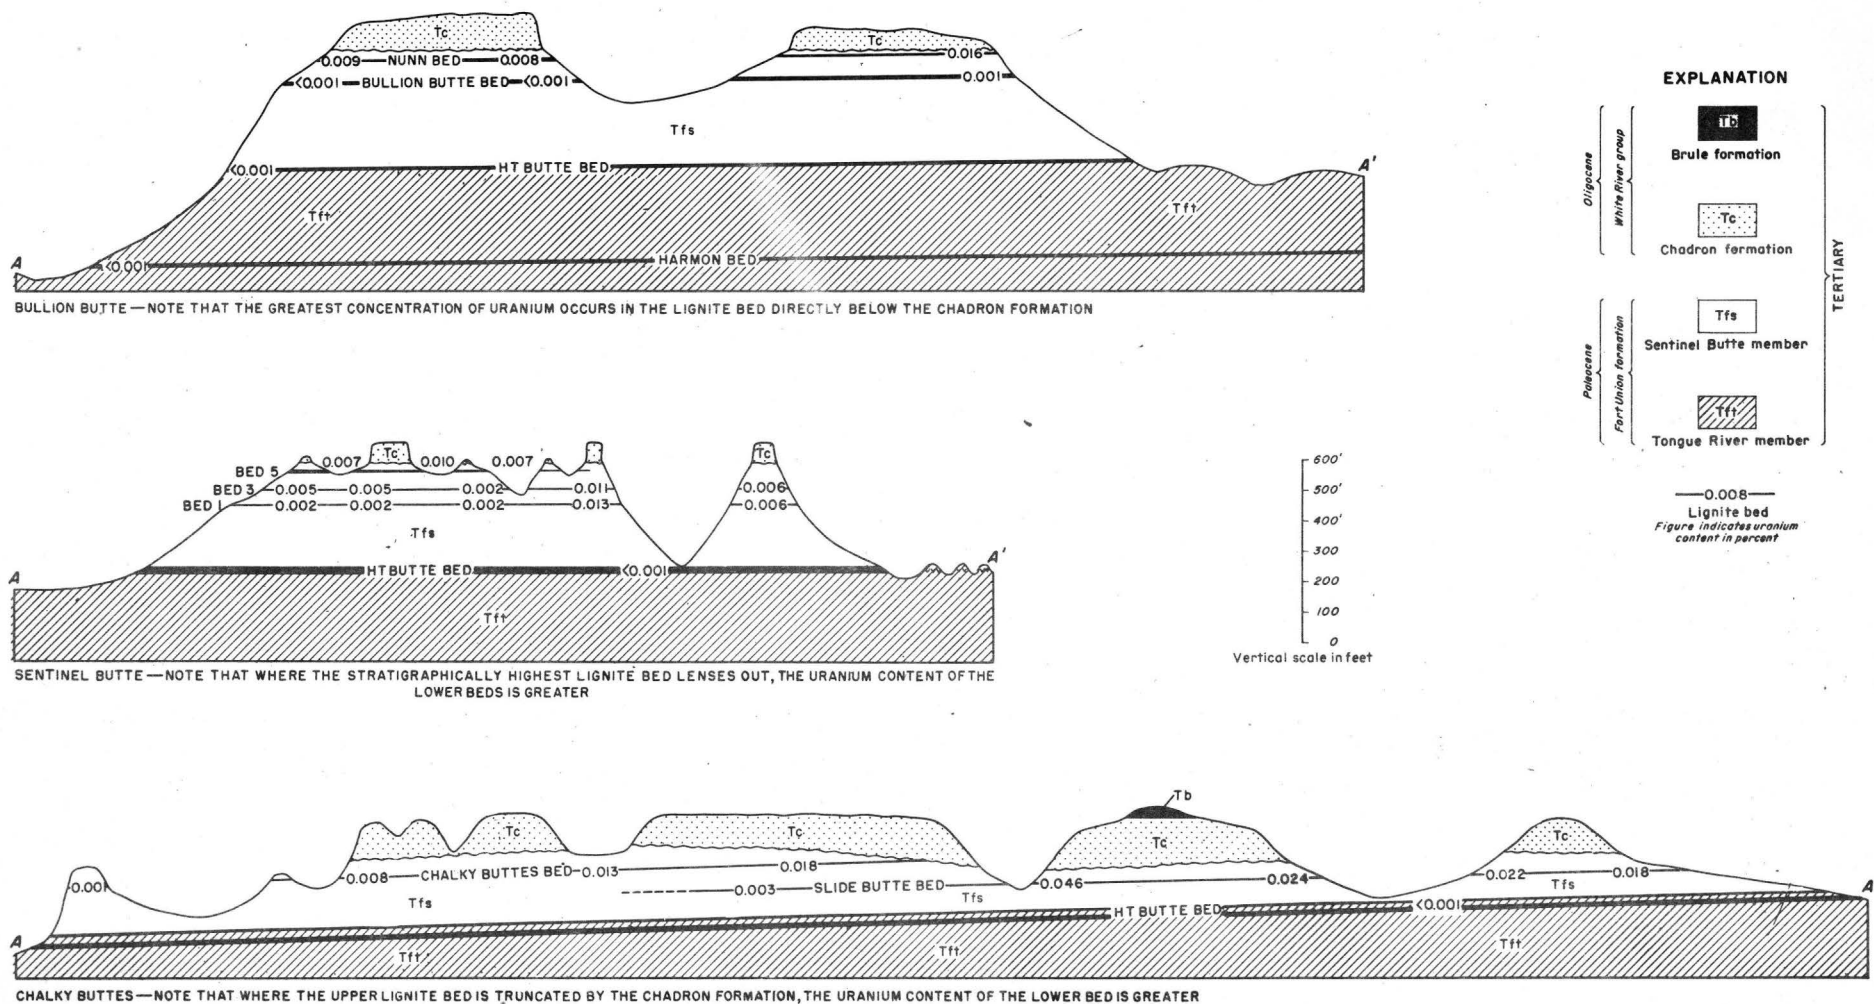 Tc
Tc
0.009 NUNN BED 0.008
0.016
<0.001 BULLION BUTTE BED <0.001
0.001
Tfs
<0.001 HT BUTTE BED
A'
Tft
Tft
A
<0.001 HARMON BED
BULLION BUTTE—NOTE THAT THE GREATEST CONCENTRATION OF URANIUM OCCURS IN THE LIGNITE BED DIRECTLY BELOW THE CHADRON FORMATION
EXPLANATION
Tb
Brule formation
Oligocene
White River group
Tc
Chadron formation
TERTIARY
Tfs
Sentinel Butte member
Paleocene
Fort Union formation
Tft
Tongue River member
0.008
Lignite bed
Figure indicates uranium
content in percent
Tc
Tc
BED 5 0.007 0.010 0.007
BED 3 0.005 0.005 0.002 0.011 0.006
BED 1 0.002 0.002 0.002 0.013 0.006
Tfs
A
HT BUTTE BED <0.001
A'
Tft
SENTINEL BUTTE—NOTE THAT WHERE THE STRATIGRAPHICALLY HIGHEST LIGNITE BED LENSES OUT, THE URANIUM CONTENT OF THE
LOWER BEDS IS GREATER
600'
500'
400'
300
200
100
0
Vertical scale in feet
Tb
Tc
Tc
Tc
Tc
0.001
0.008 CHALKY BUTTES BED 0.013 0.018
0.046 0.024
0.022 0.018
0.003 SLIDE BUTTE BED
Tfs
Tfs
Tfs
HT BUTTE BED <0.001
A
A
Tft
Tft
Tft
CHALKY BUTTES—NOTE THAT WHERE THE UPPER LIGNITE BED IS TRUNCATED BY THE CHADRON FORMATION, THE URANIUM CONTENT OF THE LOWER BED IS GREATER